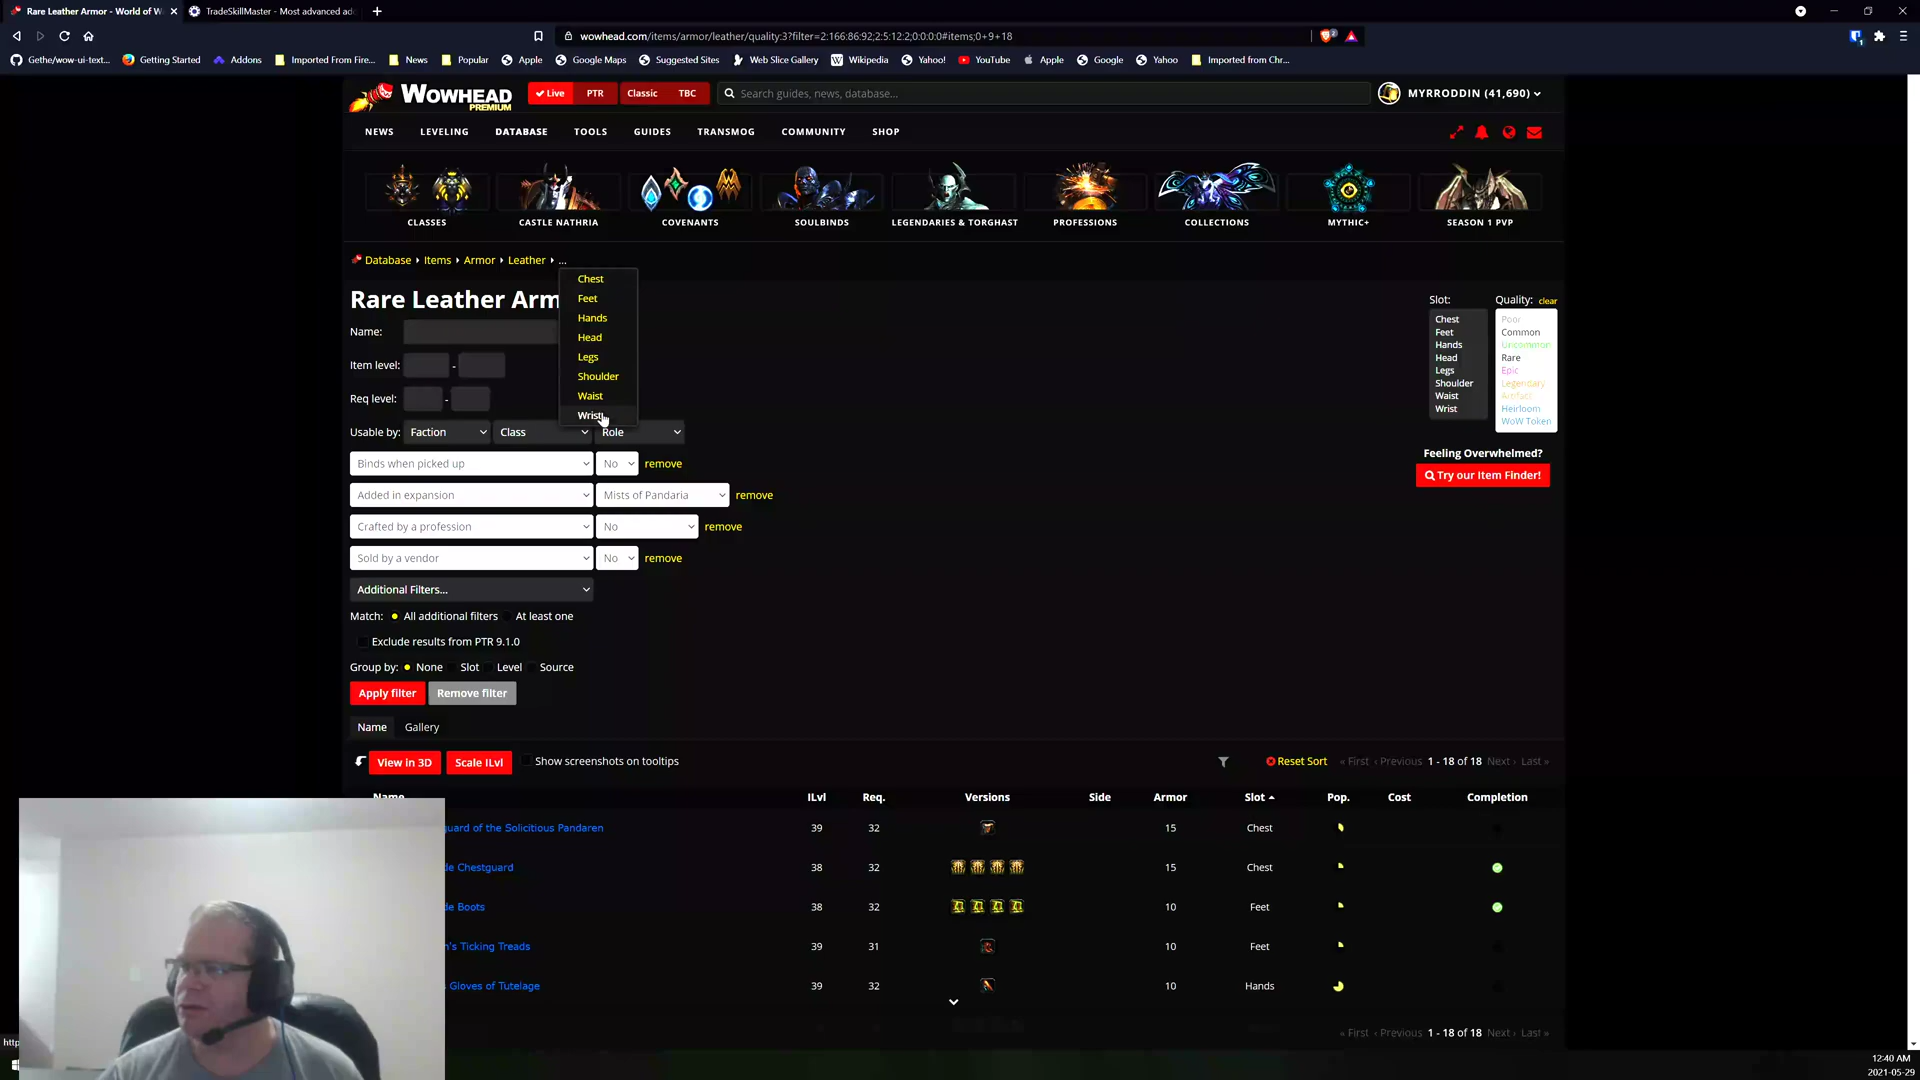 Rare Leather Armor - World of W
TradeSkillMaster - Most advanced ad
wowhead.com/items/armor/leather/quality:3?filter=2:166:86:92;2:5:12:2;0:0:0:0#items;0+9+18
Gethe/wow-ui-text... Getting Started Addons Imported From Fire... News Popular Apple Google Maps Suggested Sites Web Slice Gallery Wikipedia Yahoo! YouTube Apple Google Yahoo Imported from Chr...
WOWHEAD PREMIUM Live PTR Classic TBC Search guides, news, database... MYRRODDIN (41,690)
NEWS LEVELING DATABASE TOOLS GUIDES TRANSMOG COMMUNITY SHOP
CLASSES CASTLE NATHRIA COVENANTS SOULBINDS LEGENDARIES & TORGHAST PROFESSIONS COLLECTIONS MYTHIC+ SEASON 1 PVP
Database Items Armor Leather ...
Chest
Feet
Hands
Head
Legs
Shoulder
Waist
Wrist
Rare Leather Arm
Name:
Item level: -
Req level: -
Usable by: Faction Class Role
Binds when picked up No remove
Added in expansion Mists of Pandaria remove
Crafted by a profession No remove
Sold by a vendor No remove
Additional Filters...
Match: All additional filters At least one
Exclude results from PTR 9.1.0
Group by: None Slot Level Source
Apply filter Remove filter
Slot:
Chest
Feet
Hands
Head
Legs
Shoulder
Waist
Wrist
Quality: clear
Poor
Common
Uncommon
Rare
Epic
Legendary
Artifact
Heirloom
WoW Token
Feeling Overwhelmed?
Try our Item Finder!
Name Gallery
View in 3D Scale ILvl Show screenshots on tooltips Reset Sort « First ‹ Previous 1 - 18 of 18 Next › Last »
Name ILvl Req. Versions Side Armor Slot Pop. Cost Completion
uard of the Solicitious Pandaren 39 32 15 Chest
de Chestguard 38 32 15 Chest
de Boots 38 32 10 Feet
n's Ticking Treads 39 31 10 Feet
s Gloves of Tutelage 39 32 10 Hands
« First ‹ Previous 1 - 18 of 18 Next › Last »
http
12:40 AM
2021-05-29